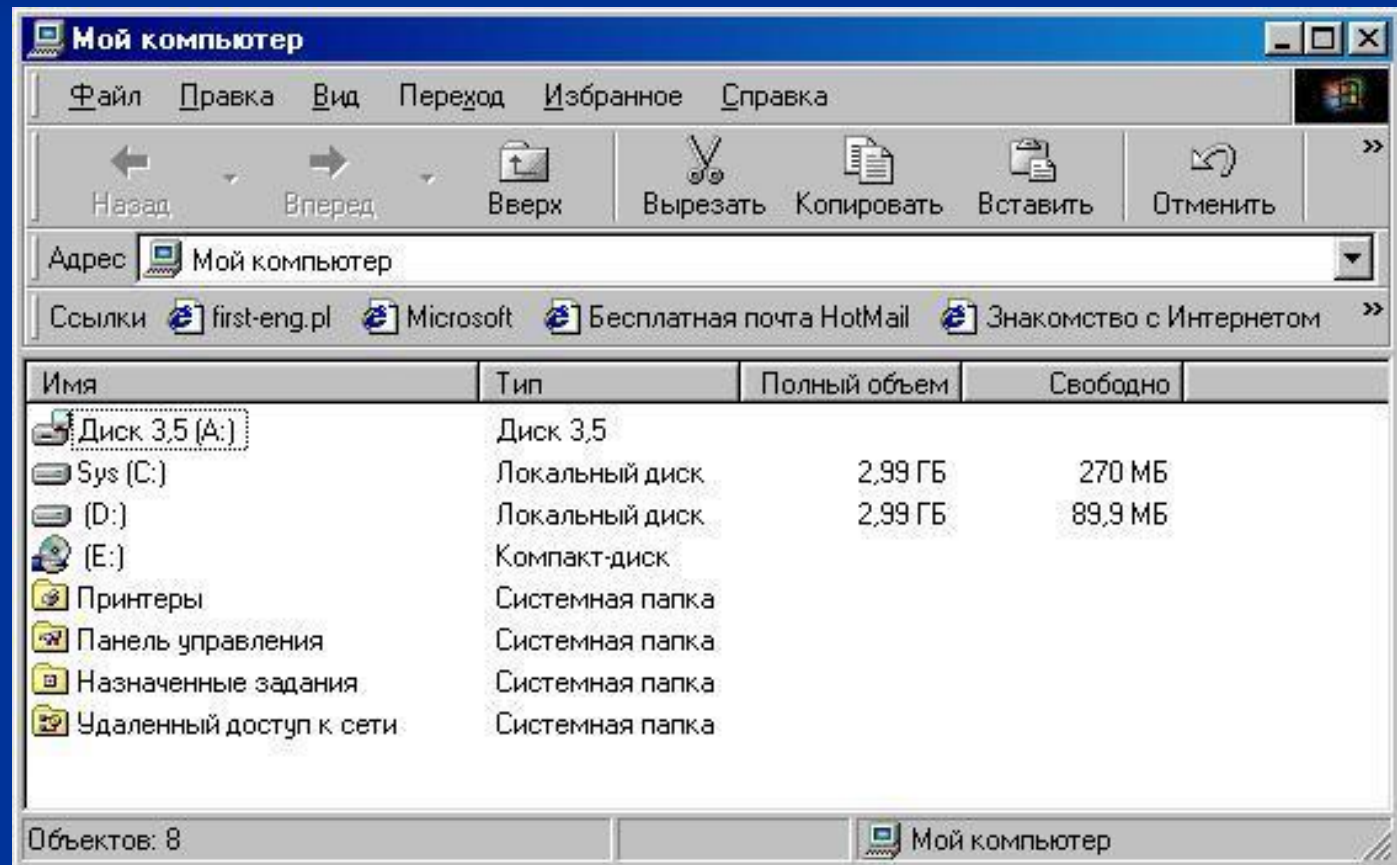 Мой компьютер
Файл Правка Вид Переход Избранное Справка
Назад Вперед Вверх Вырезать Копировать Вставить Отменить
Адрес Мой компьютер
Ссылки first-eng.pl Microsoft Бесплатная почта HotMail Знакомство с Интернетом
Имя Тип Полный объем Свободно
Диск 3,5 (A:) Диск 3,5
Sys (C:) Локальный диск 2,99 ГБ 270 МБ
(D:) Локальный диск 2,99 ГБ 89,9 МБ
(E:) Компакт-диск
Принтеры Системная папка
Панель управления Системная папка
Назначенные задания Системная папка
Удаленный доступ к сети Системная папка
Объектов: 8 Мой компьютер